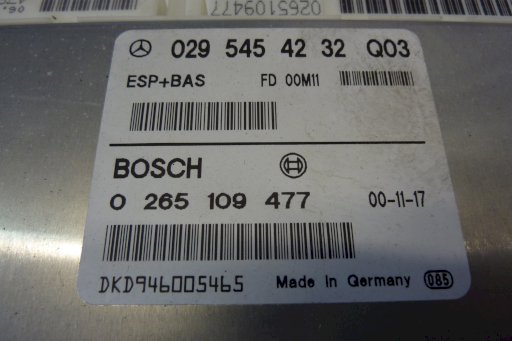 0265109477
029 545 42 32 Q03
ESP+BAS FD 00M11
BOSCH
0 265 109 477 00-11-17
DKD946005465 Made in Germany 085